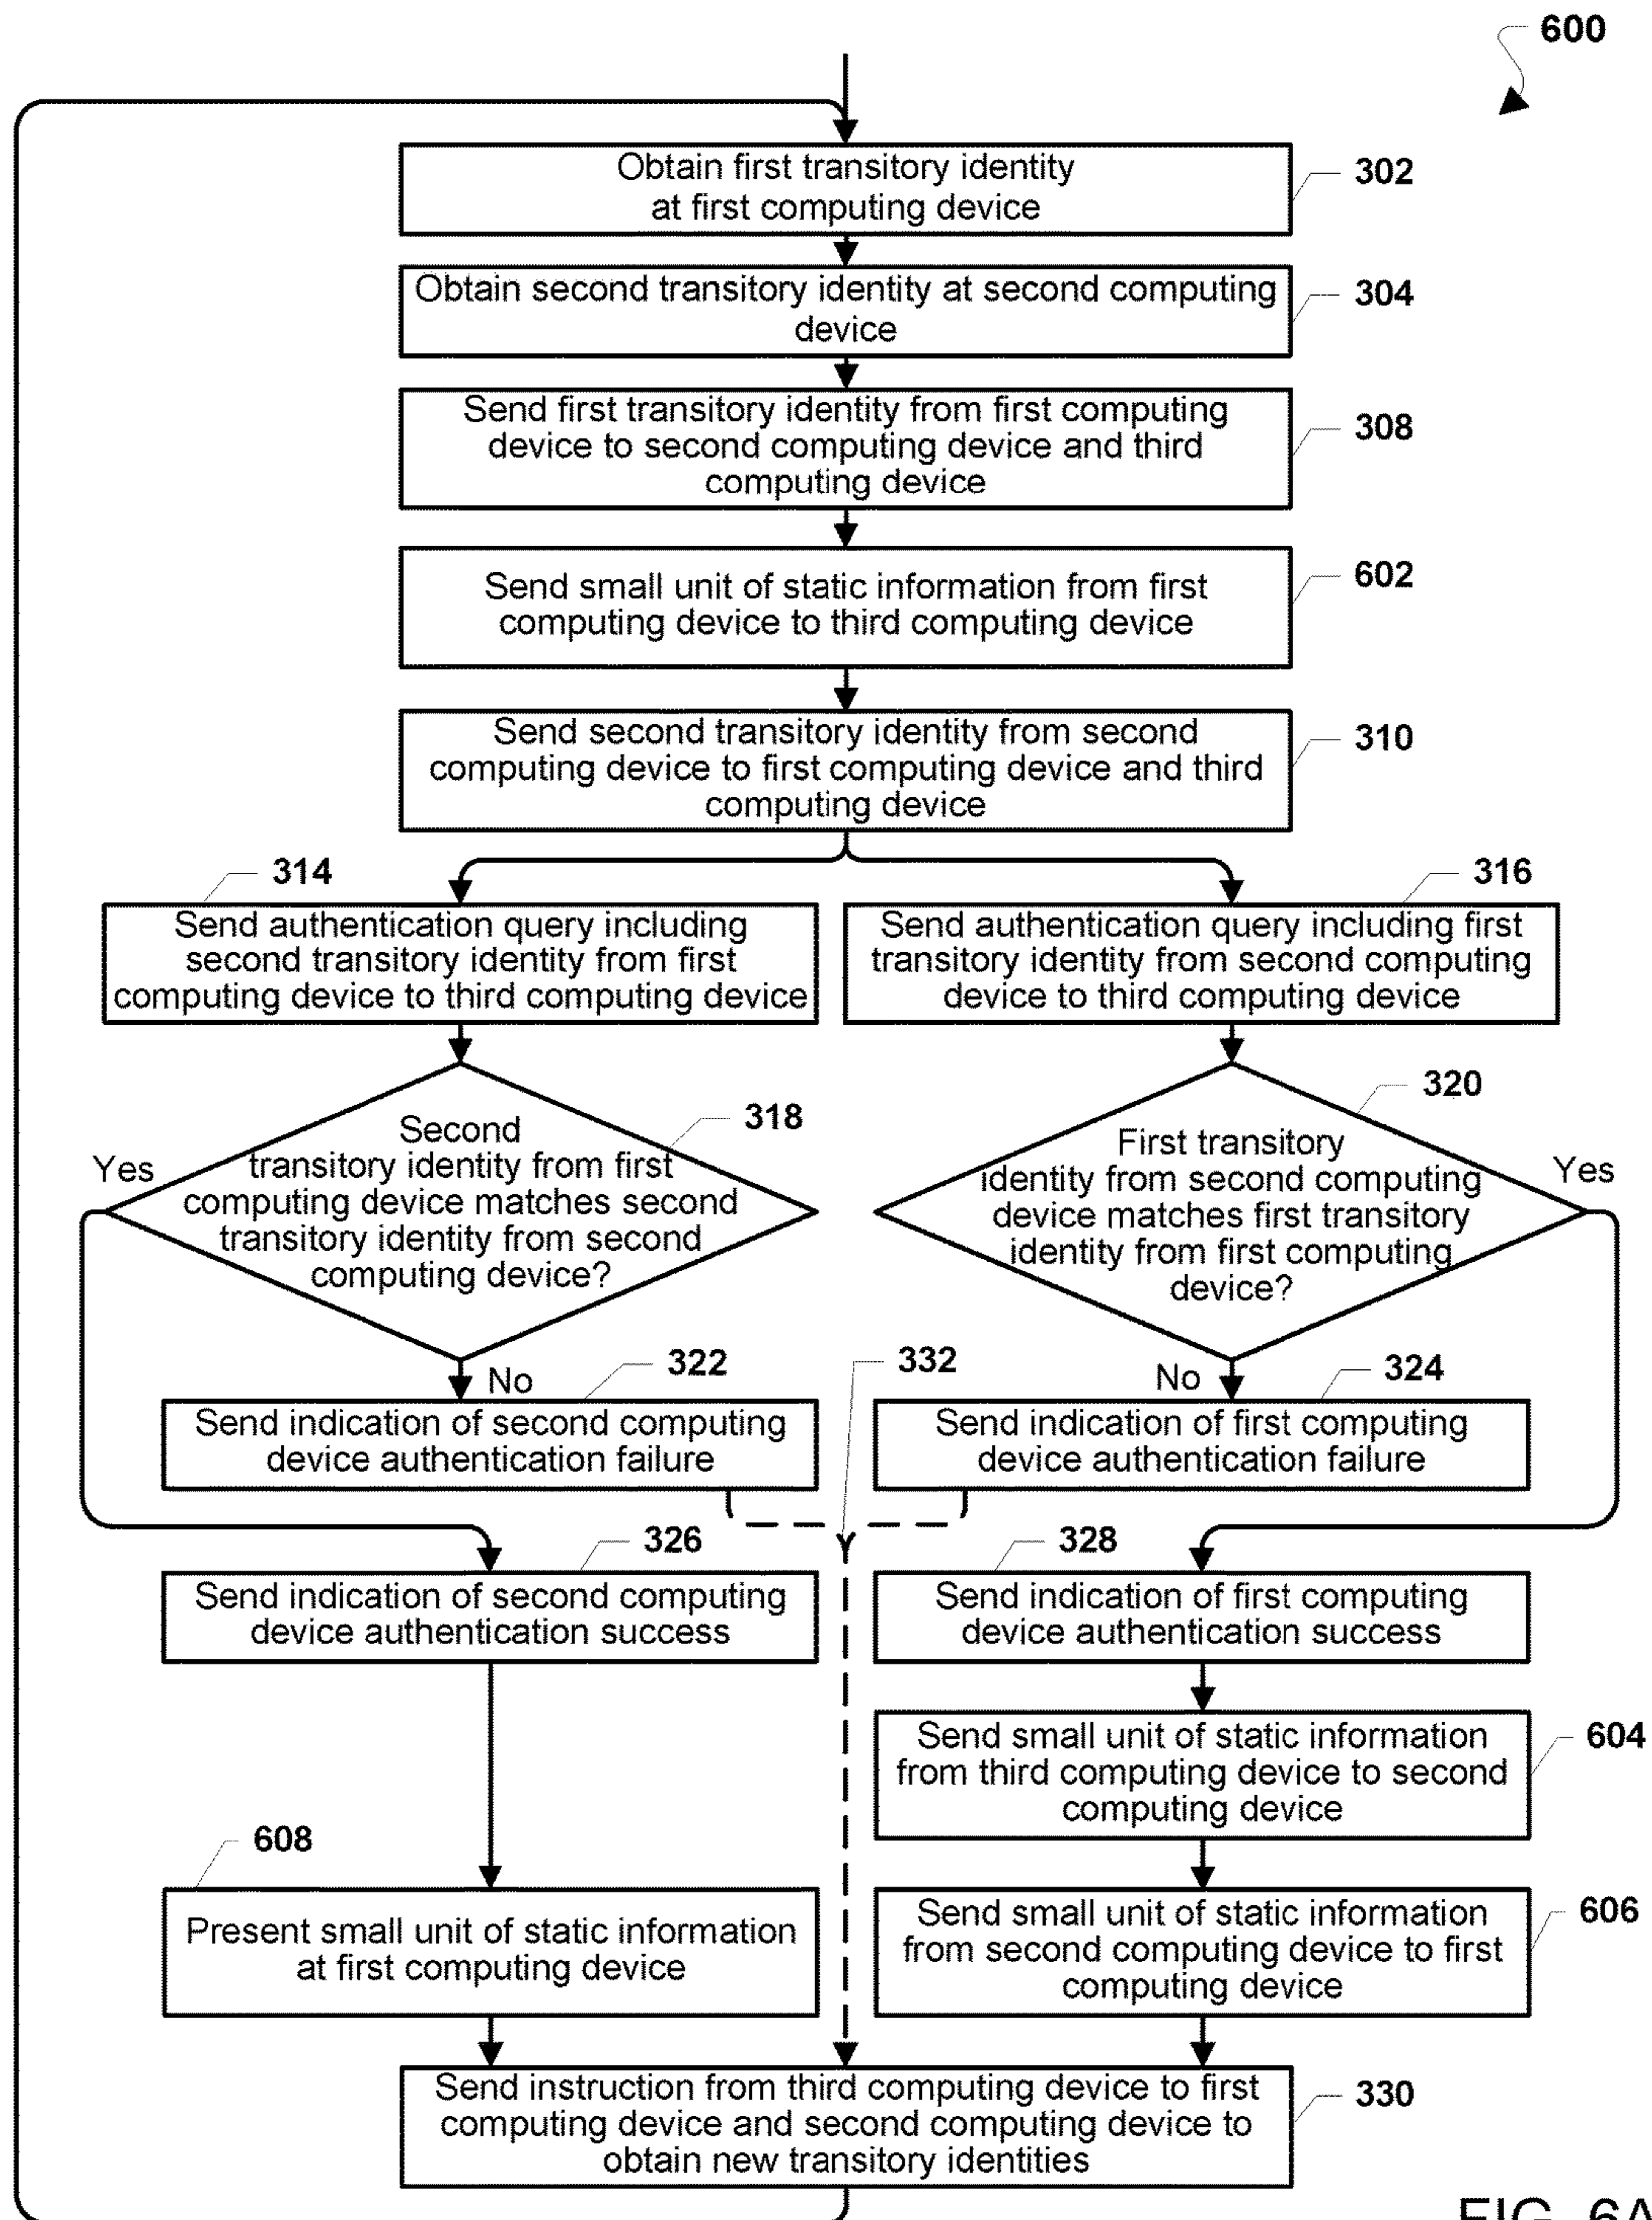 600
Obtain first transitory identity
at first computing device
302
Obtain second transitory identity at second computing
device
304
Send first transitory identity from first computing
device to second computing device and third
computing device
308
Send small unit of static information from first
computing device to third computing device
602
Send second transitory identity from second
computing device to first computing device and third
computing device
310
314
Send authentication query including
second transitory identity from first
computing device to third computing device
316
Send authentication query including first
transitory identity from second computing
device to third computing device
318
Second
transitory identity from first
computing device matches second
transitory identity from second
computing device?
Yes
No
320
First transitory
identity from second computing
device matches first transitory
identity from first computing
device?
Yes
No
322
Send indication of second computing
device authentication failure
332
324
Send indication of first computing
device authentication failure
326
Send indication of second computing
device authentication success
328
Send indication of first computing
device authentication success
Send small unit of static information
from third computing device to second
computing device
604
608
Present small unit of static information
at first computing device
Send small unit of static information
from second computing device to first
computing device
606
Send instruction from third computing device to first
computing device and second computing device to
obtain new transitory identities
330
FIG. 6A